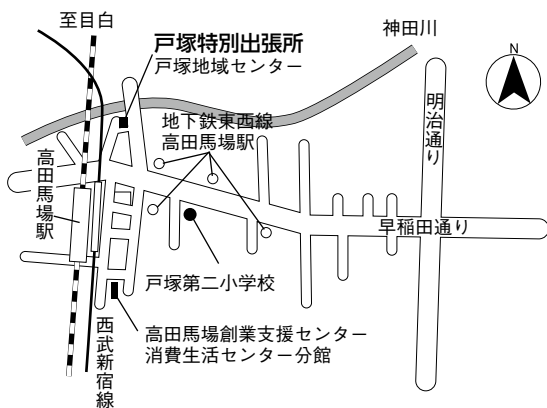 至目白
戸塚特別出張所
戸塚地域センター
神田川
N
地下鉄東西線
高田馬場駅
明治通り
高田馬場駅
早稲田通り
戸塚第二小学校
西武新宿線
高田馬場創業支援センター
消費生活センター分館